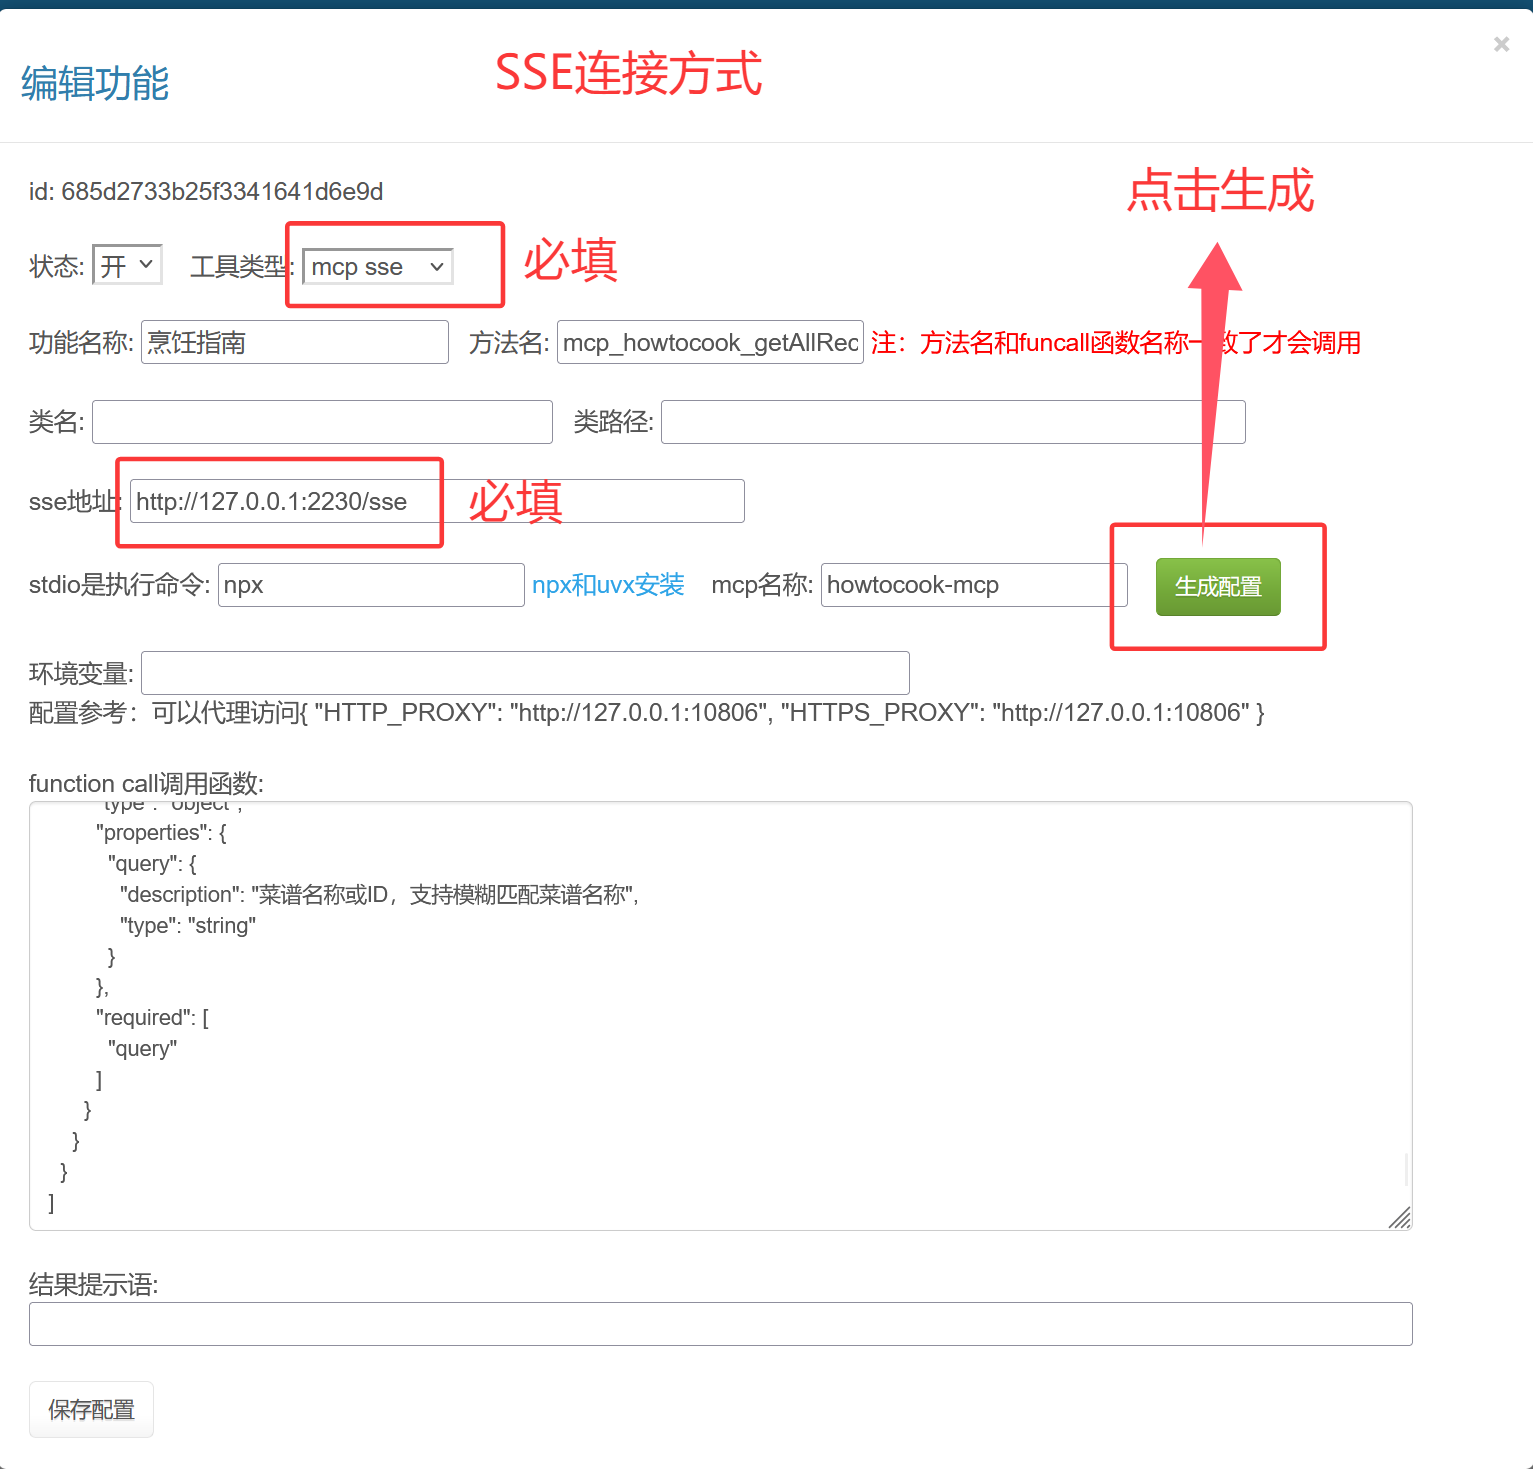 编辑功能
SSE连接方式
×
id: 685d2733b25f3341641d6e9d
点击生成
状态: 开 工具类型: mcp sse 必填
功能名称: 烹饪指南 方法名: mcp_howtocook_getAllRec 注：方法名和funcall函数名称一致了才会调用
类名: 类路径:
sse地址: http://127.0.0.1:2230/sse 必填
stdio是执行命令: npx npx和uvx安装 mcp名称: howtocook-mcp 生成配置
环境变量:
配置参考：可以代理访问{ "HTTP_PROXY": "http://127.0.0.1:10806", "HTTPS_PROXY": "http://127.0.0.1:10806" }
function call调用函数:
"type": "object",
"properties": {
"query": {
"description": "菜谱名称或ID，支持模糊匹配菜谱名称",
"type": "string"
}
},
"required": [
"query"
]
}
}
}
]
结果提示语:
保存配置